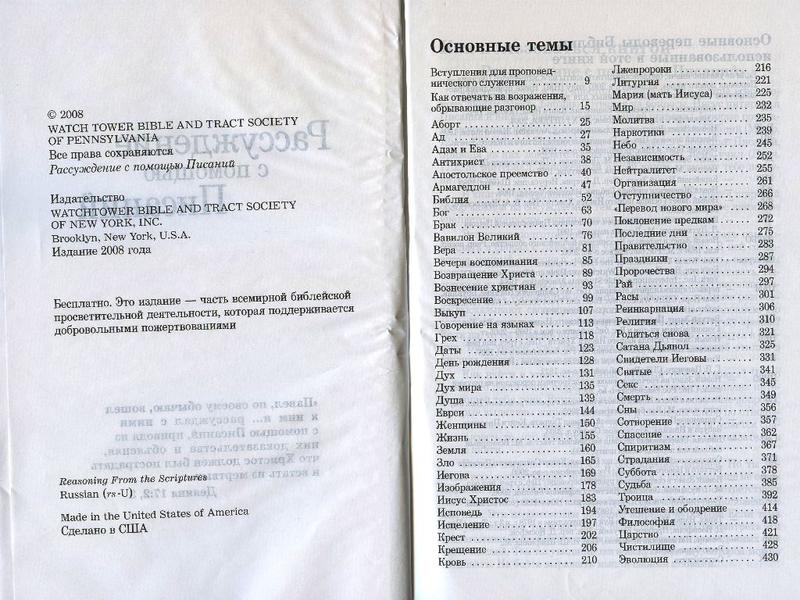 © 2008
WATCH TOWER BIBLE AND TRACT SOCIETY
OF PENNSYLVANIA
Все права сохраняются
Рассуждение с помощью Писаний
Издательство
WATCHTOWER BIBLE AND TRACT SOCIETY
OF NEW YORK, INC.
Brooklyn, New York, U.S.A.
Издание 2008 года
Бесплатно. Это издание — часть всемирной библейской
просветительной деятельности, которая поддерживается
добровольными пожертвованиями
Reasoning From the Scriptures
Russian (rs-U)
Made in the United States of America
Сделано в США
Основные темы
Вступления для проповед-
нического служения ........ 9
Как отвечать на возражения,
обрывающие разговор .... 15
Аборт .................... 25
Ад .................... 27
Адам и Ева .................... 35
Антихрист .................... 38
Апостольское преемство .... 40
Армагеддон .................... 47
Библия .................... 52
Бог .................... 63
Брак .................... 70
Вавилон Великий .......... 76
Вера .................... 81
Вечеря воспоминания ...... 85
Возвращение Христа ...... 89
Вознесение христиан ...... 93
Воскресение .............. 99
Выкуп .................... 107
Говорение на языках ...... 113
Грех .................... 118
Даты .................... 123
День рождения .......... 128
Дух .................... 131
Дух мира .................... 135
Душа .................... 139
Евреи .................... 144
Женщины .................... 150
Жизнь .................... 155
Земля .................... 160
Зло .................... 165
Иегова .................... 169
Изображения .............. 178
Иисус Христос .......... 183
Исповедь .................... 194
Исцеление .................... 197
Крест .................... 202
Крещение .................... 206
Кровь .................... 210
Лжепророки .............. 216
Литургия .................... 221
Мария (мать Иисуса) ...... 225
Мир .................... 232
Молитва .................... 235
Наркотики .................... 239
Небо .................... 245
Независимость .......... 252
Нейтралитет .............. 255
Организация .............. 261
Отступничество .......... 266
«Перевод нового мира» .... 268
Поклонение предкам ...... 272
Последние дни .......... 275
Правительство .......... 283
Праздники .............. 287
Пророчества .............. 294
Рай .................... 297
Расы .................... 301
Реинкарнация .......... 306
Религия .................... 310
Родиться снова .......... 321
Сатана Дьявол .......... 325
Свидетели Иеговы ...... 331
Святые .................... 341
Секс .................... 345
Смерть .................... 349
Сны .................... 356
Сотворение .............. 357
Спасение .................... 362
Спиритизм .............. 367
Страдания .............. 371
Суббота .................... 378
Судьба .................... 385
Троица .................... 392
Утешение и ободрение .... 414
Философия .............. 418
Царство .................... 421
Чистилище .............. 428
Эволюция .............. 430